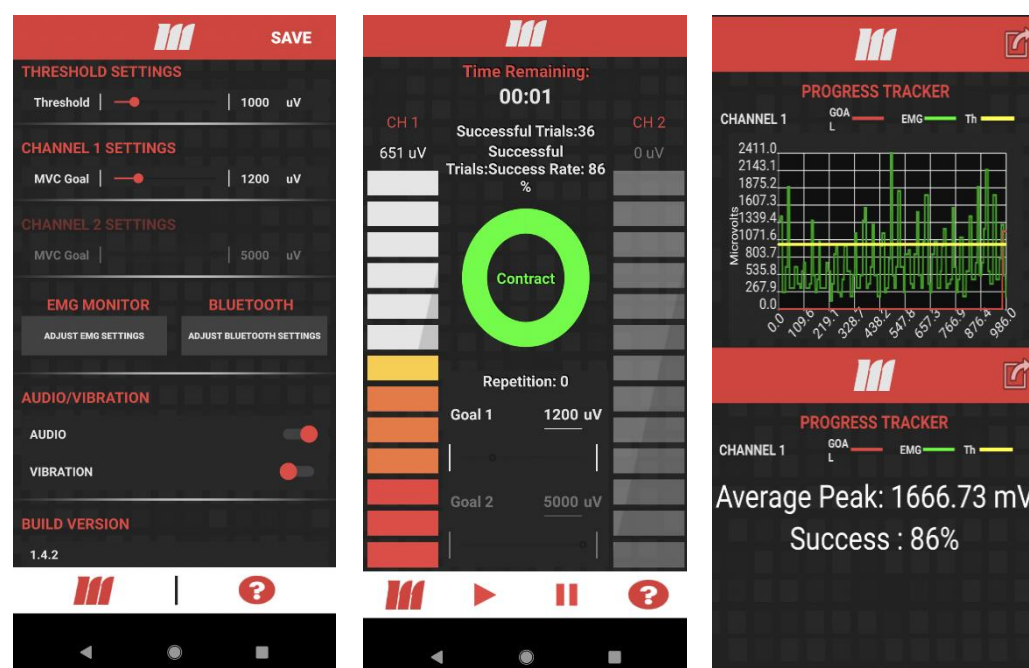 SAVE
THRESHOLD SETTINGS
Threshold 1000 uV
CHANNEL 1 SETTINGS
MVC Goal 1200 uV
CHANNEL 2 SETTINGS
MVC Goal 5000 uV
EMG MONITOR BLUETOOTH
ADJUST EMG SETTINGS ADJUST BLUETOOTH SETTINGS
AUDIO/VIBRATION
AUDIO
VIBRATION
BUILD VERSION
1.4.2
?
Time Remaining:
00:01
CH 1
651 uV
Successful Trials:36
Successful
Trials:Success Rate: 86
%
CH 2
0 uV
Contract
Repetition: 0
Goal 1 1200 uV
Goal 2 5000 uV
?
PROGRESS TRACKER
CHANNEL 1 GOA
L EMG Th
2411.0
2143.1
1875.2
1607.3
1339.4
1071.6
803.7
535.8
267.9
0.0
Microvolts
0.0 109.6 219.1 328.7 438.2 547.8 657.3 766.9 876.4 986.0
PROGRESS TRACKER
CHANNEL 1 GOA
L EMG Th
Average Peak: 1666.73 mV
Success : 86%